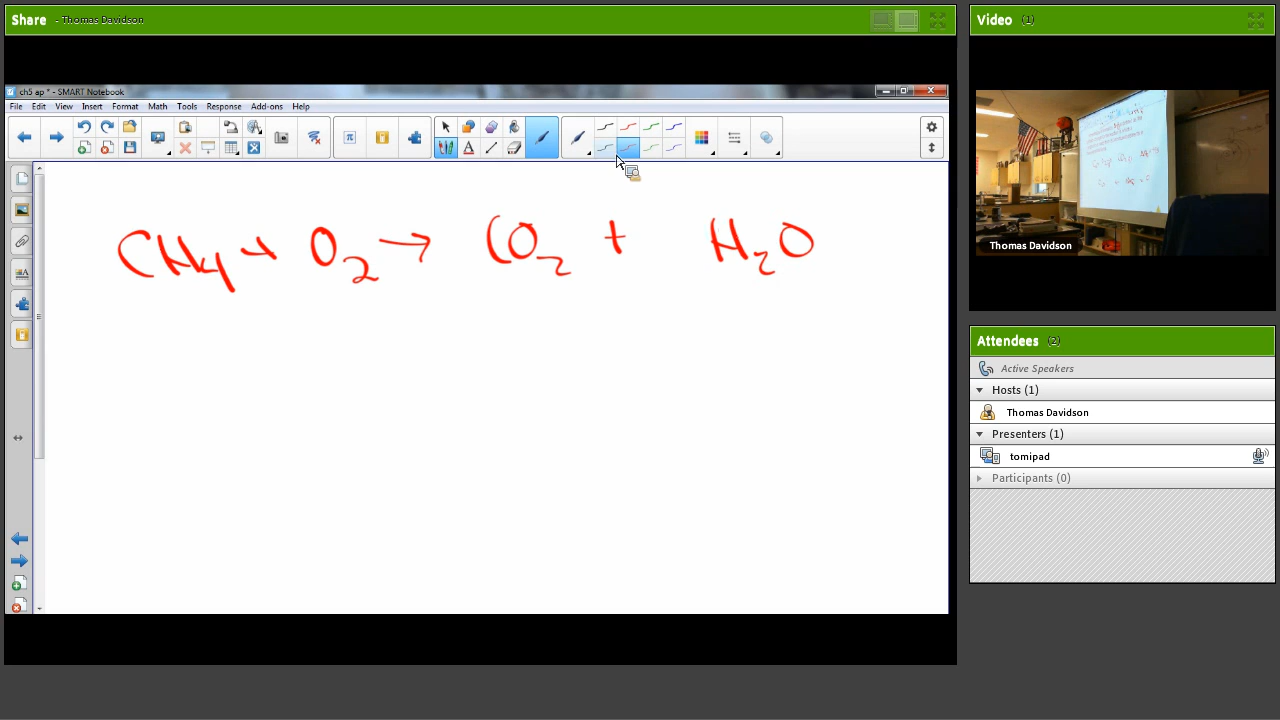 Share - Thomas Davidson
Video (1)
ch5 ap * - SMART Notebook
File Edit View Insert Format Math Tools Response Add-ons Help
CH4 + O2 → CO2 + H2O
Thomas Davidson
Attendees (2)
Active Speakers
Hosts (1)
Thomas Davidson
Presenters (1)
tomipad
Participants (0)